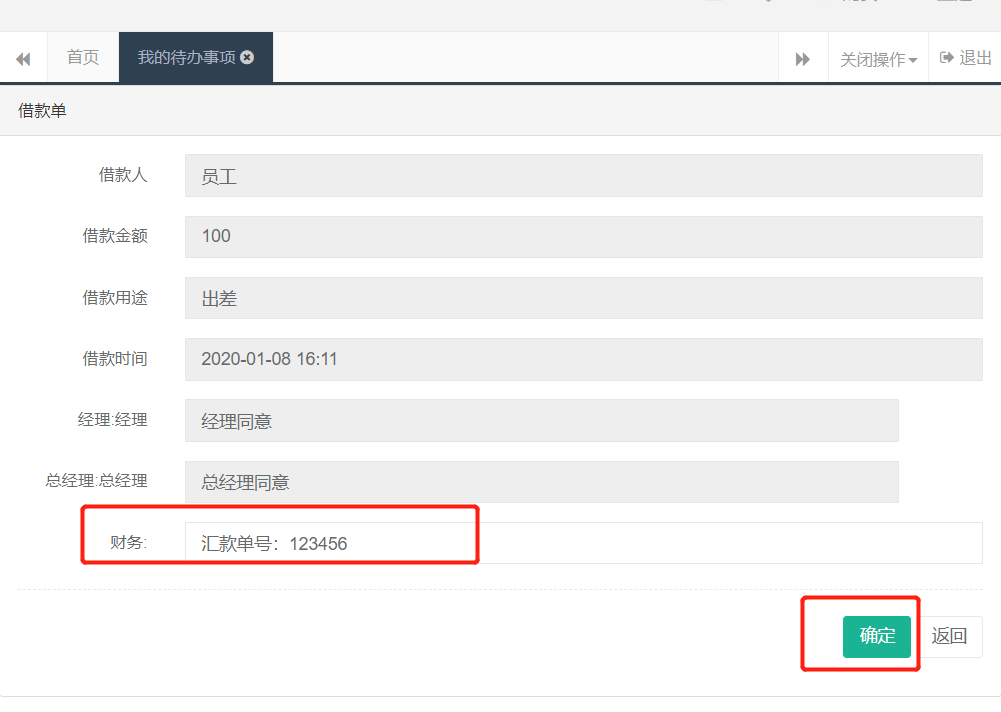 首页 我的待办事项 关闭操作 退出
借款单
借款人 员工
借款金额 100
借款用途 出差
借款时间 2020-01-08 16:11
经理:经理 经理同意
总经理:总经理 总经理同意
财务: 汇款单号：123456
确定 返回